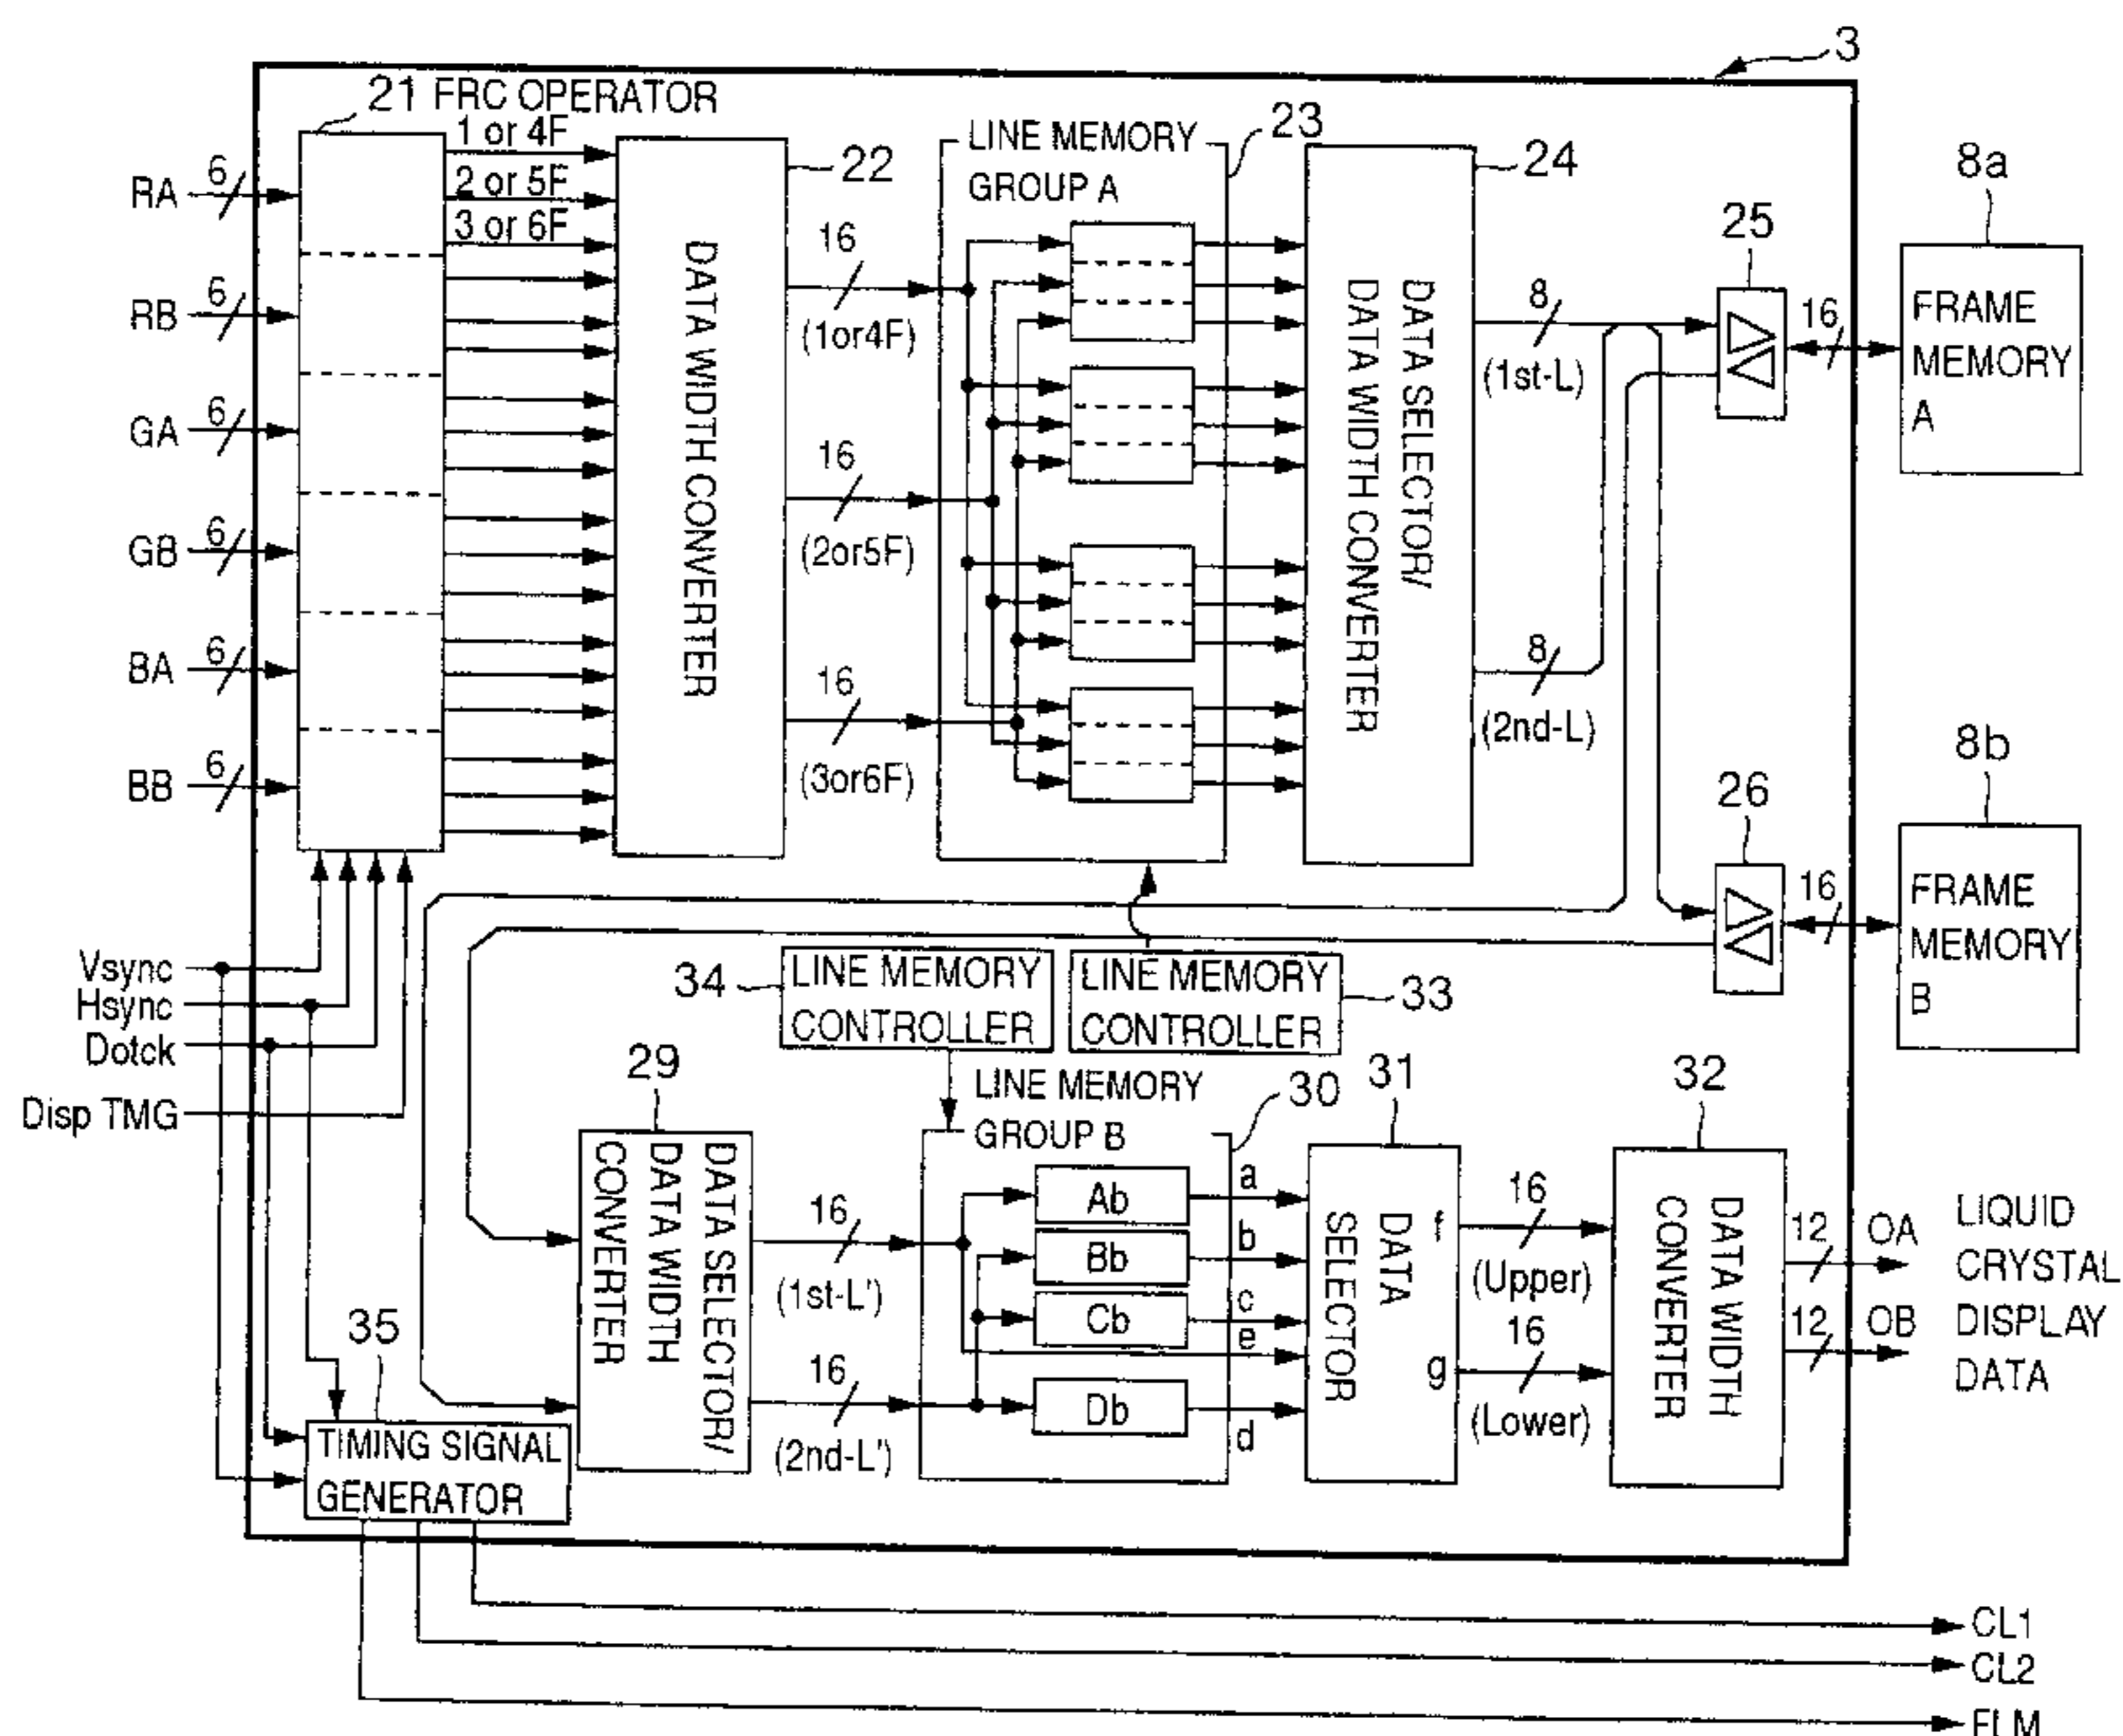 3
21 FRC OPERATOR
1 or 4F
2 or 5F
3 or 6F
22
LINE MEMORY
GROUP A
23
24
25
8a
RA 6
RB 6
GA 6
GB 6
BA 6
BB 6
DATA WIDTH CONVERTER
16
(1or4F)
16
(2or5F)
16
(3or6F)
DATA SELECTOR/
DATA WIDTH CONVERTER
8
(1st-L)
8
(2nd-L)
16
FRAME
MEMORY
A
8b
26
16
FRAME
MEMORY
B
Vsync
Hsync
Dotck
Disp TMG
34
LINE MEMORY
CONTROLLER
LINE MEMORY
CONTROLLER
33
29
DATA SELECTOR/
DATA WIDTH
CONVERTER
16
(1st-L')
16
(2nd-L')
LINE MEMORY
GROUP B
30
Ab
Bb
Cb
Db
a
b
c
e
d
31
DATA
SELECTOR
f
g
16
(Upper)
16
(Lower)
32
DATA WIDTH
CONVERTER
12 OA
12 OB
LIQUID
CRYSTAL
DISPLAY
DATA
35
TIMING SIGNAL
GENERATOR
CL1
CL2
FLM